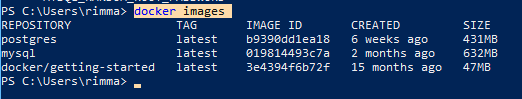 PS C:\Users\rimma> docker images
REPOSITORY TAG IMAGE ID CREATED SIZE
postgres latest b9390dd1ea18 6 weeks ago 431MB
mysql latest 019814493c7a 2 months ago 632MB
docker/getting-started latest 3e4394f6b72f 15 months ago 47MB
PS C:\Users\rimma>